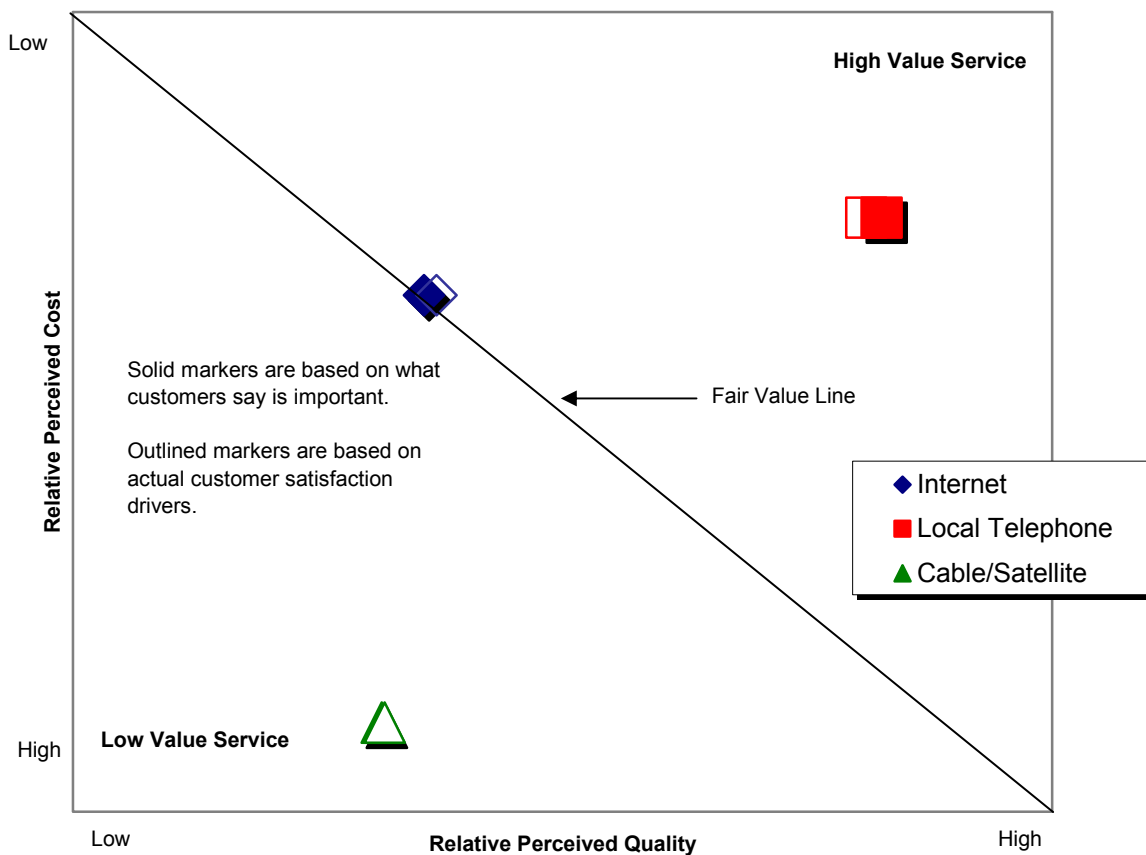 Low
High Value Service
Relative Perceived Cost
Solid markers are based on what
customers say is important.
Fair Value Line
Outlined markers are based on
actual customer satisfaction
drivers.
Internet
Local Telephone
Cable/Satellite
High
Low Value Service
Low
Relative Perceived Quality
High